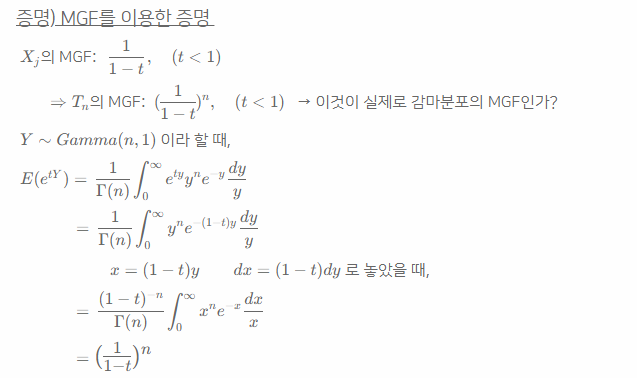 증명) MGF를 이용한 증명
$X_j$의 MGF: $\frac{1}{1-t}, \quad (t < 1)$
$\Rightarrow T_n$의 MGF: $(\frac{1}{1-t})^n, \quad (t < 1)$ → 이것이 실제로 감마분포의 MGF인가?
$Y \sim Gamma(n, 1)$ 이라 할 때,
$E(e^{tY}) = \frac{1}{\Gamma(n)} \int_0^\infty e^{ty} y^n e^{-y} \frac{dy}{y}$
$= \frac{1}{\Gamma(n)} \int_0^\infty y^n e^{-(1-t)y} \frac{dy}{y}$
$x = (1-t)y \qquad dx = (1-t)dy$ 로 놓았을 때,
$= \frac{(1-t)^{-n}}{\Gamma(n)} \int_0^\infty x^n e^{-x} \frac{dx}{x}$
$= (\frac{1}{1-t})^n$